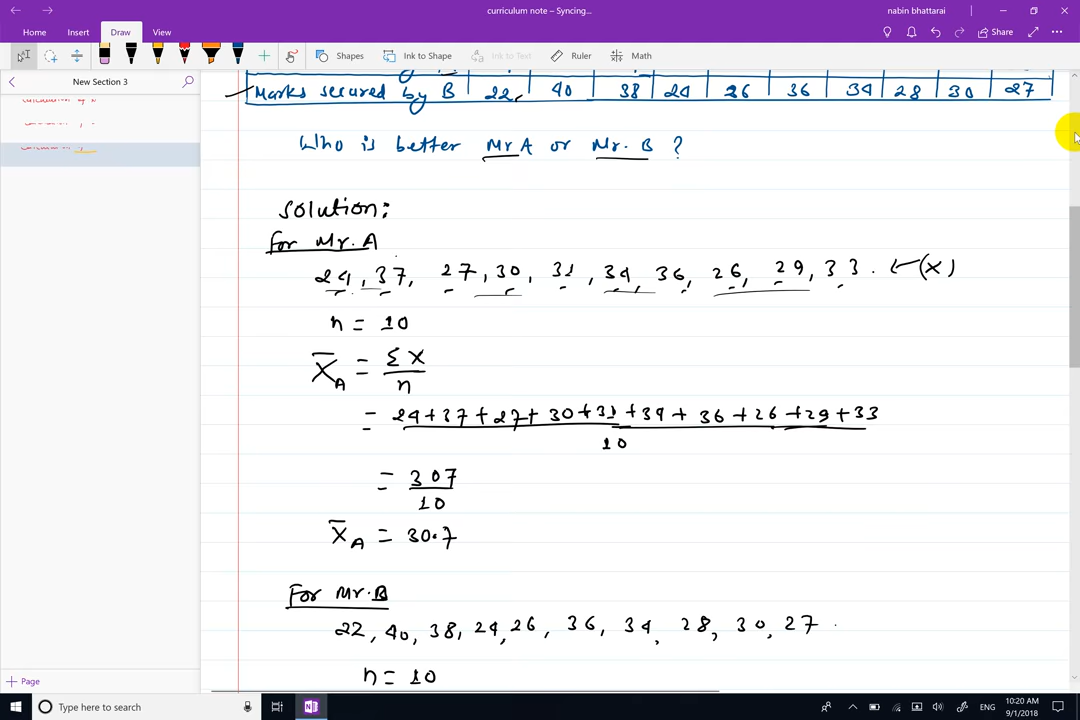 curriculum note – Syncing...
nabin bhattarai
Home Insert Draw View
Share
Shapes Ink to Shape Ink to Text Ruler Math
New Section 3
Marks secured by B 22 40 38 24 26 36 34 28 30 27
Who is better Mr A or Mr. B ?
Solution:
For Mr. A
24, 37, 27, 30, 31, 34, 36, 26, 29, 33. ← (X)
n = 10
X̄A = ΣX / n
= 24+37+27+30+31+34+36+26+29+33 / 10
= 307 / 10
X̄A = 30.7
For Mr. B
22, 40, 38, 24, 26, 36, 34, 28, 30, 27
n = 10
+ Page
Type here to search
ENG
10:20 AM
9/1/2018